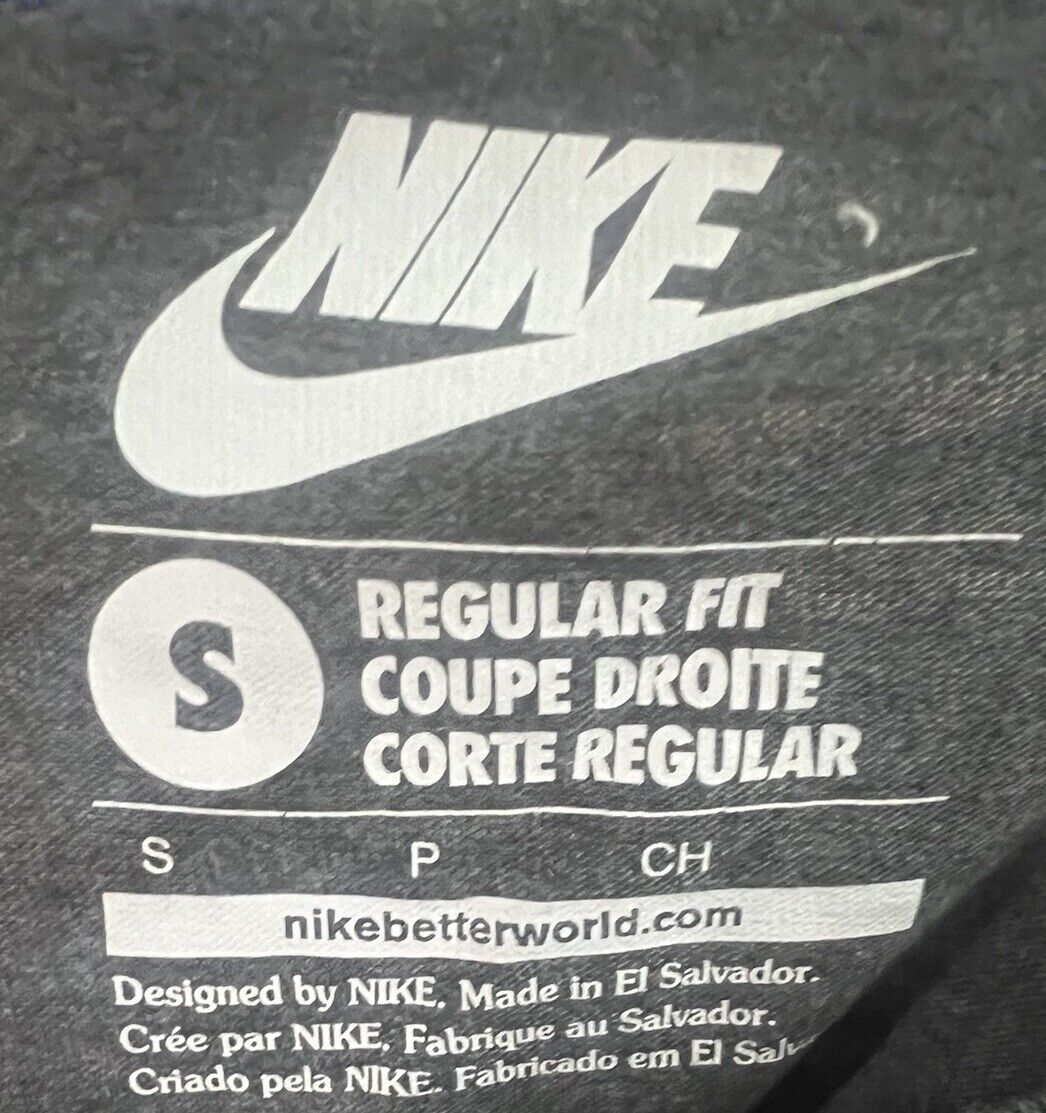 NIKE
S
REGULAR FIT
COUPE DROITE
CORTE REGULAR
S P CH
nikebetterworld.com
Designed by NIKE. Made in El Salvador.
Crée par NIKE. Fabrique au Salvador.
Criado pela NIKE. Fabricado em El